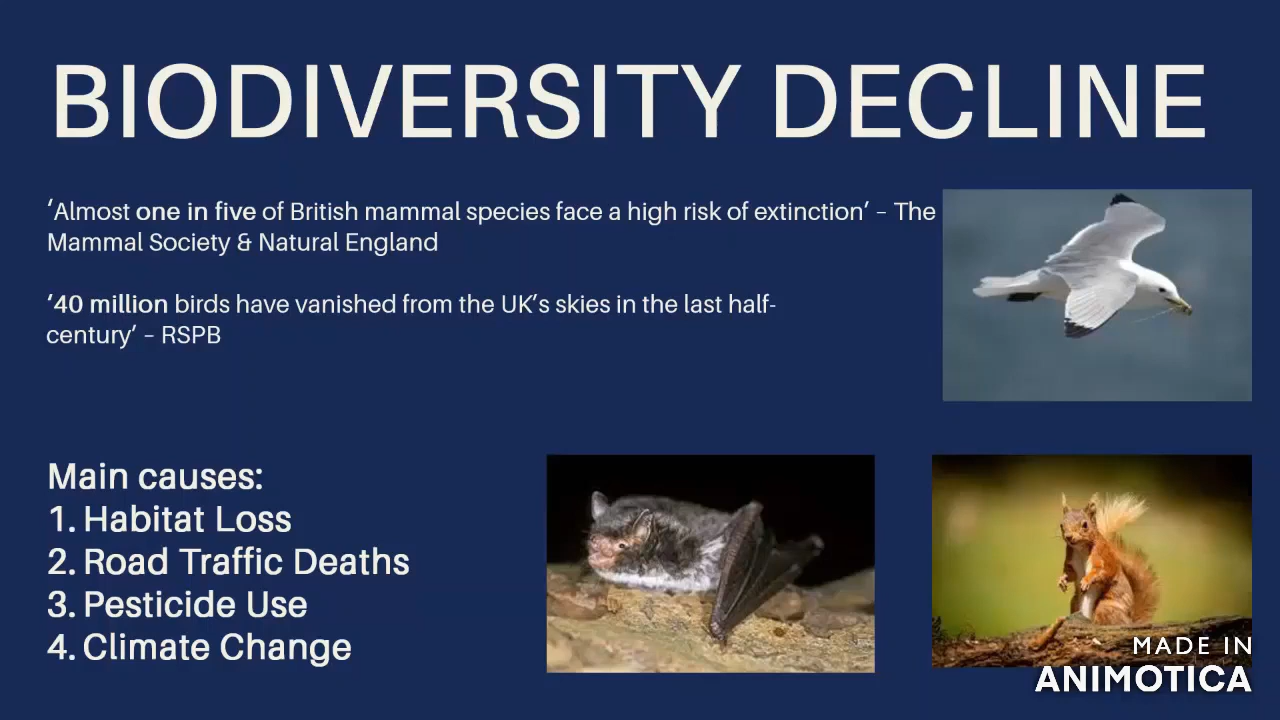 BIODIVERSITY DECLINE
‘Almost one in five of British mammal species face a high risk of extinction’ – The
Mammal Society & Natural England
‘40 million birds have vanished from the UK’s skies in the last half-
century’ – RSPB
Main causes:
1. Habitat Loss
2. Road Traffic Deaths
3. Pesticide Use
4. Climate Change
MADE IN
ANIMOTICA